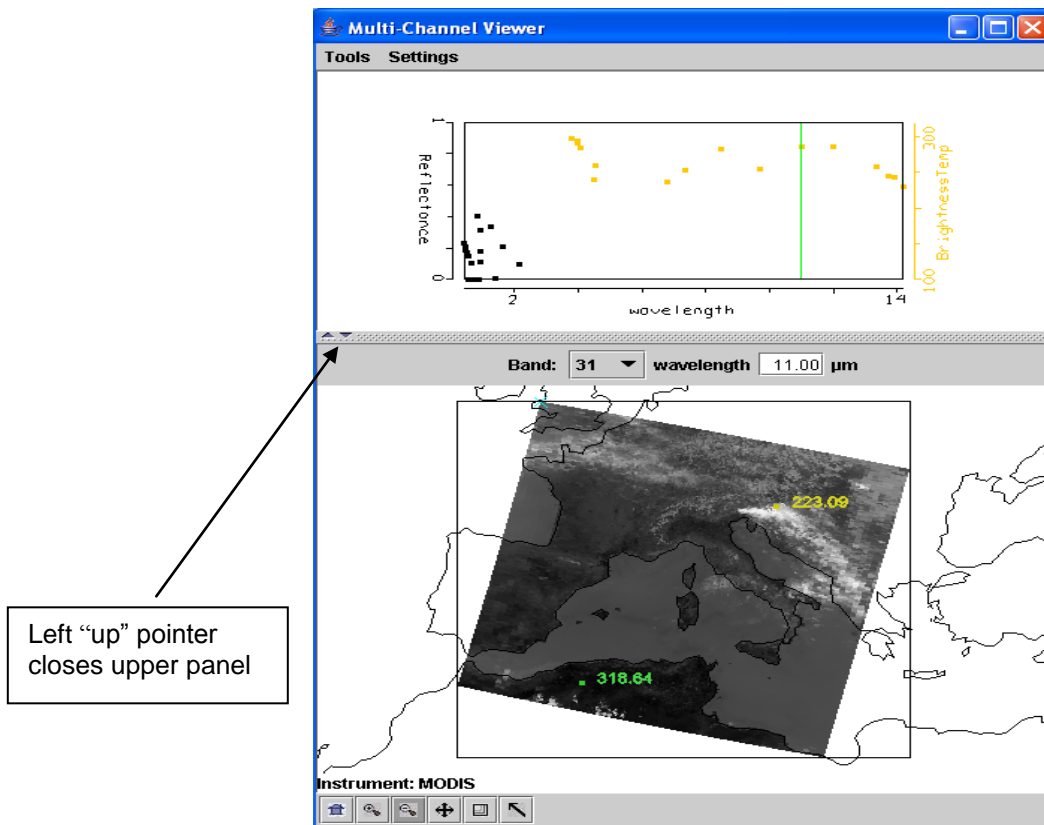 Multi-Channel Viewer
Tools Settings
1
Reflectance
0
300
BrightnessTemp
100
2
14
wavelength
Band: 31 wavelength 11.00 µm
223.09
318.64
Left “up” pointer
closes upper panel
Instrument: MODIS